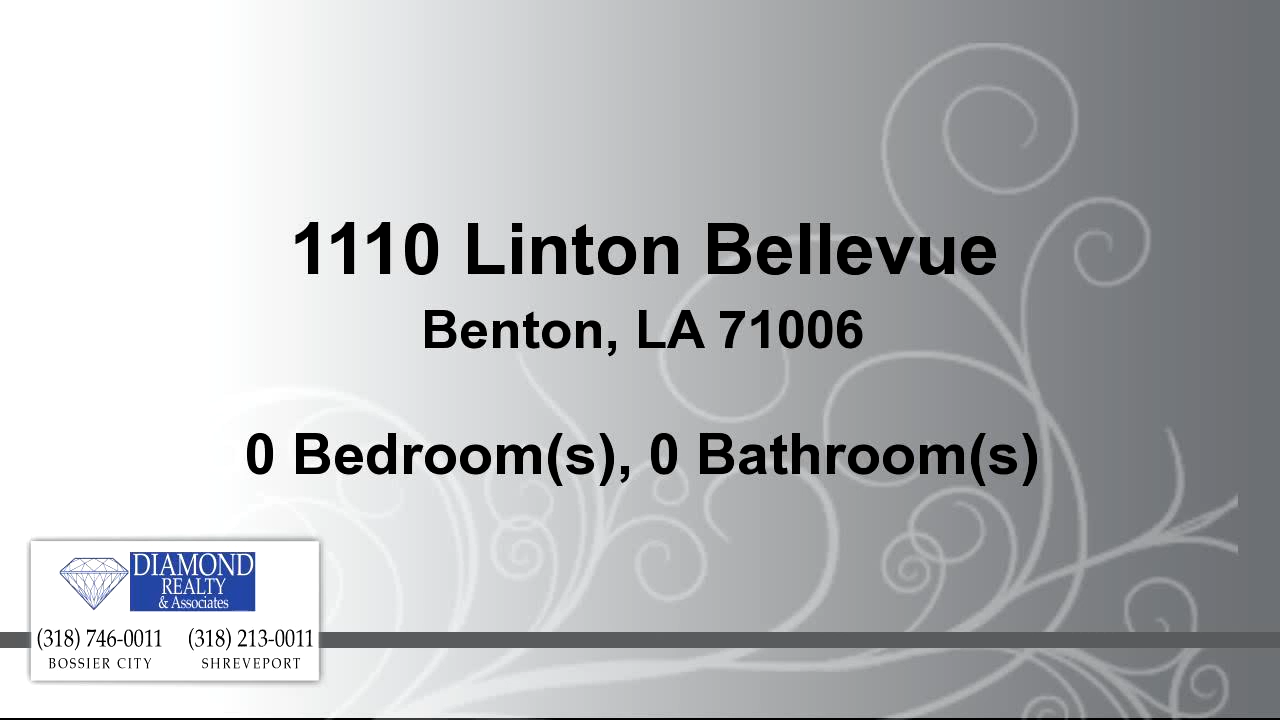 1110 Linton Bellevue
Benton, LA 71006
0 Bedroom(s), 0 Bathroom(s)
DIAMOND
REALTY
& Associates
(318) 746-0011 (318) 213-0011
BOSSIER CITY SHREVEPORT